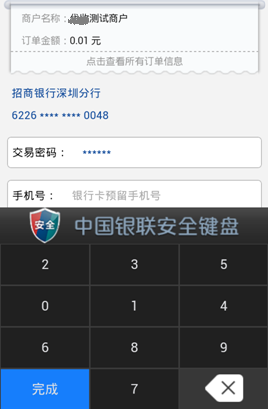 商户名称：测试商户
订单金额：0.01 元
点击查看所有订单信息
招商银行深圳分行
6226 **** **** 0048
交易密码： ******
手机号： 银行卡预留手机号
安全 中国银联安全键盘
2 3 5
0 1 4
6 8 9
完成 7